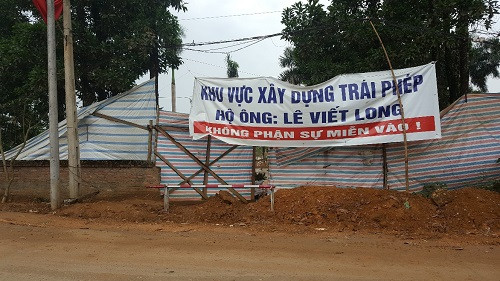 KHU VỰC XÂY DỰNG TRÁI PHÉP
HỘ ÔNG: LÊ VIẾT LONG
KHÔNG PHẬN SỰ MIỄN VÀO !